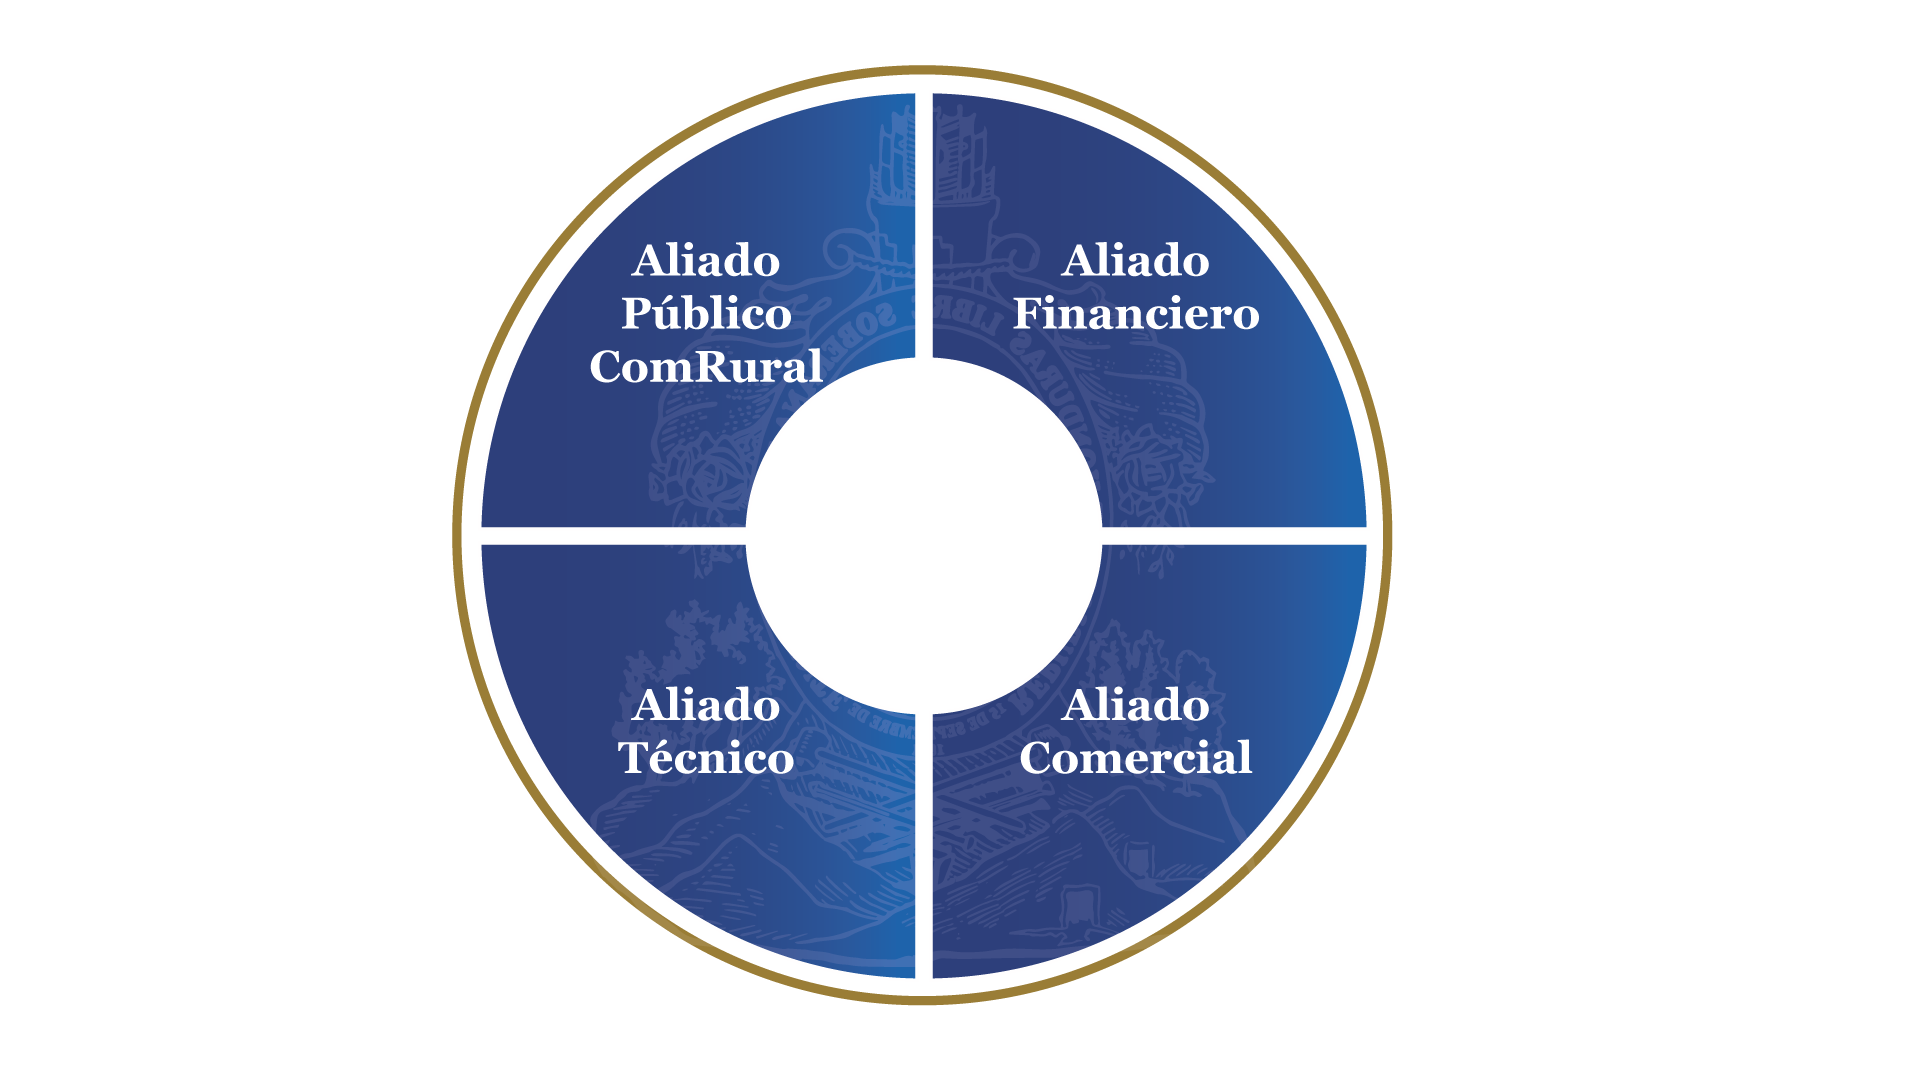 Aliado
Público
ComRural
Aliado
Financiero
Aliado
Técnico
Aliado
Comercial